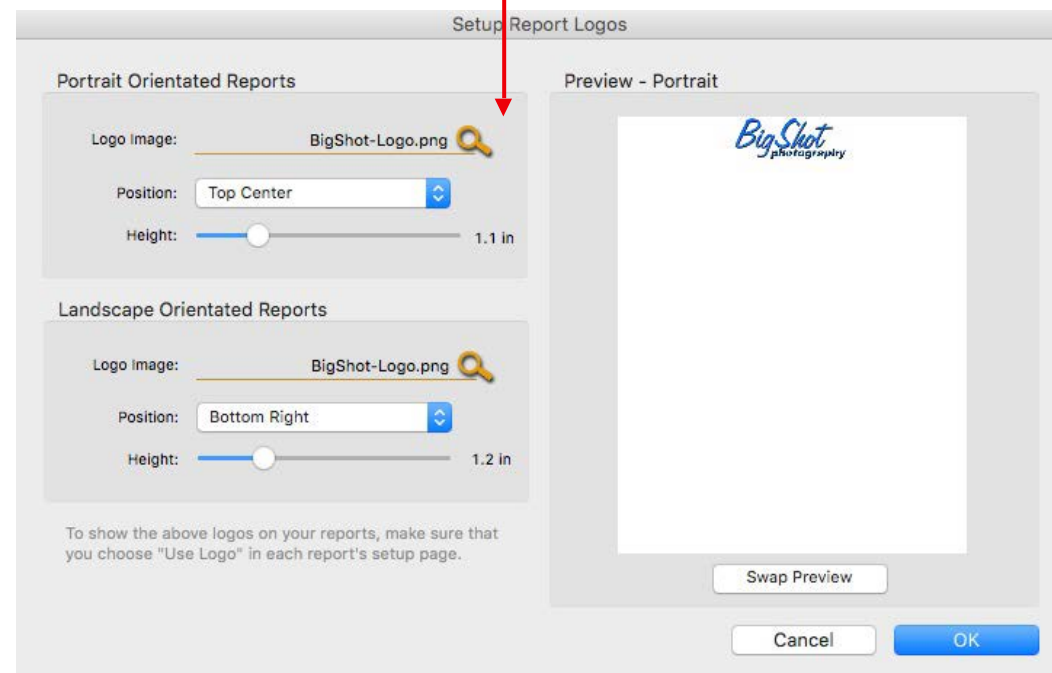 Setup Report Logos
Portrait Orientated Reports
Logo Image: BigShot-Logo.png
Position: Top Center
Height: 1.1 in
Landscape Orientated Reports
Logo Image: BigShot-Logo.png
Position: Bottom Right
Height: 1.2 in
To show the above logos on your reports, make sure that
you choose "Use Logo" in each report's setup page.
Preview - Portrait
BigShot
photography
Swap Preview
Cancel
OK